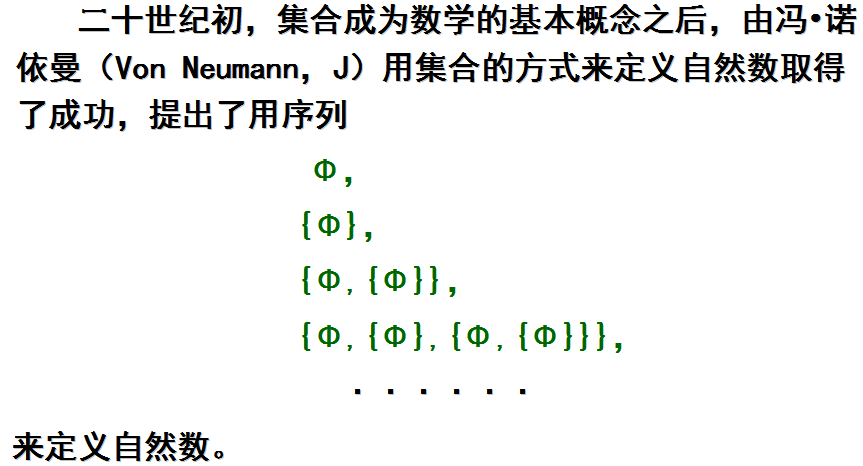 二十世纪初，集合成为数学的基本概念之后，由冯•诺
依曼（Von Neumann，J）用集合的方式来定义自然数取得
了成功，提出了用序列
Φ，
{Φ}，
{Φ, {Φ}}，
{Φ, {Φ}, {Φ, {Φ}}}，
······
来定义自然数。